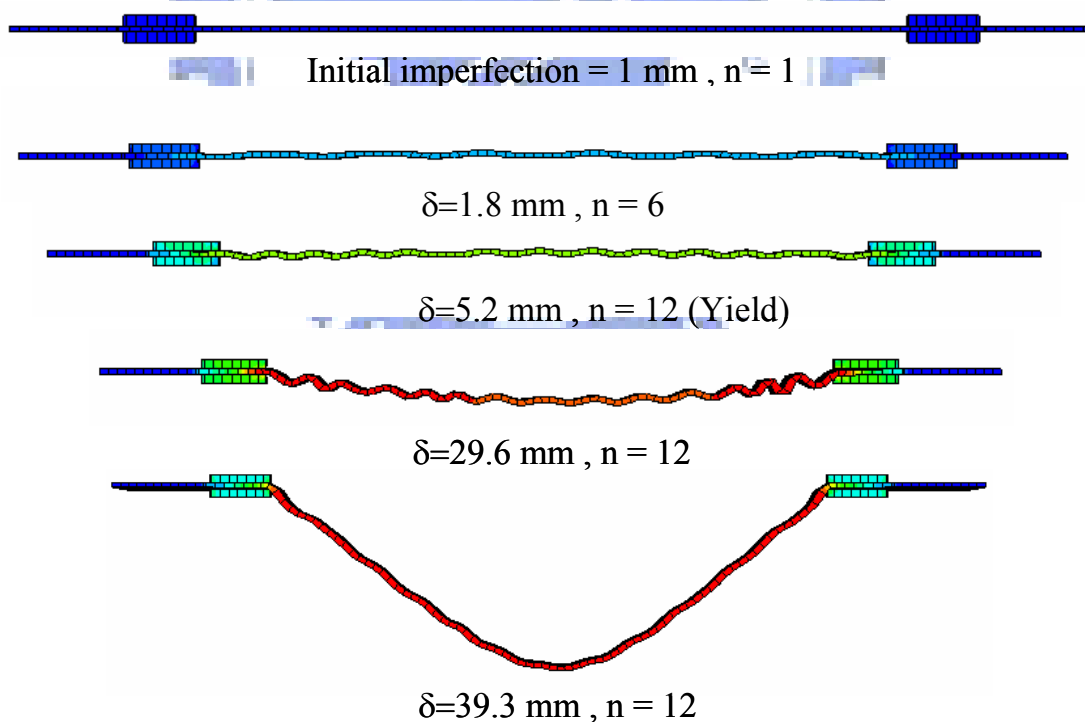 Initial imperfection = 1 mm , n = 1
δ=1.8 mm , n = 6
δ=5.2 mm , n = 12 (Yield)
δ=29.6 mm , n = 12
δ=39.3 mm , n = 12